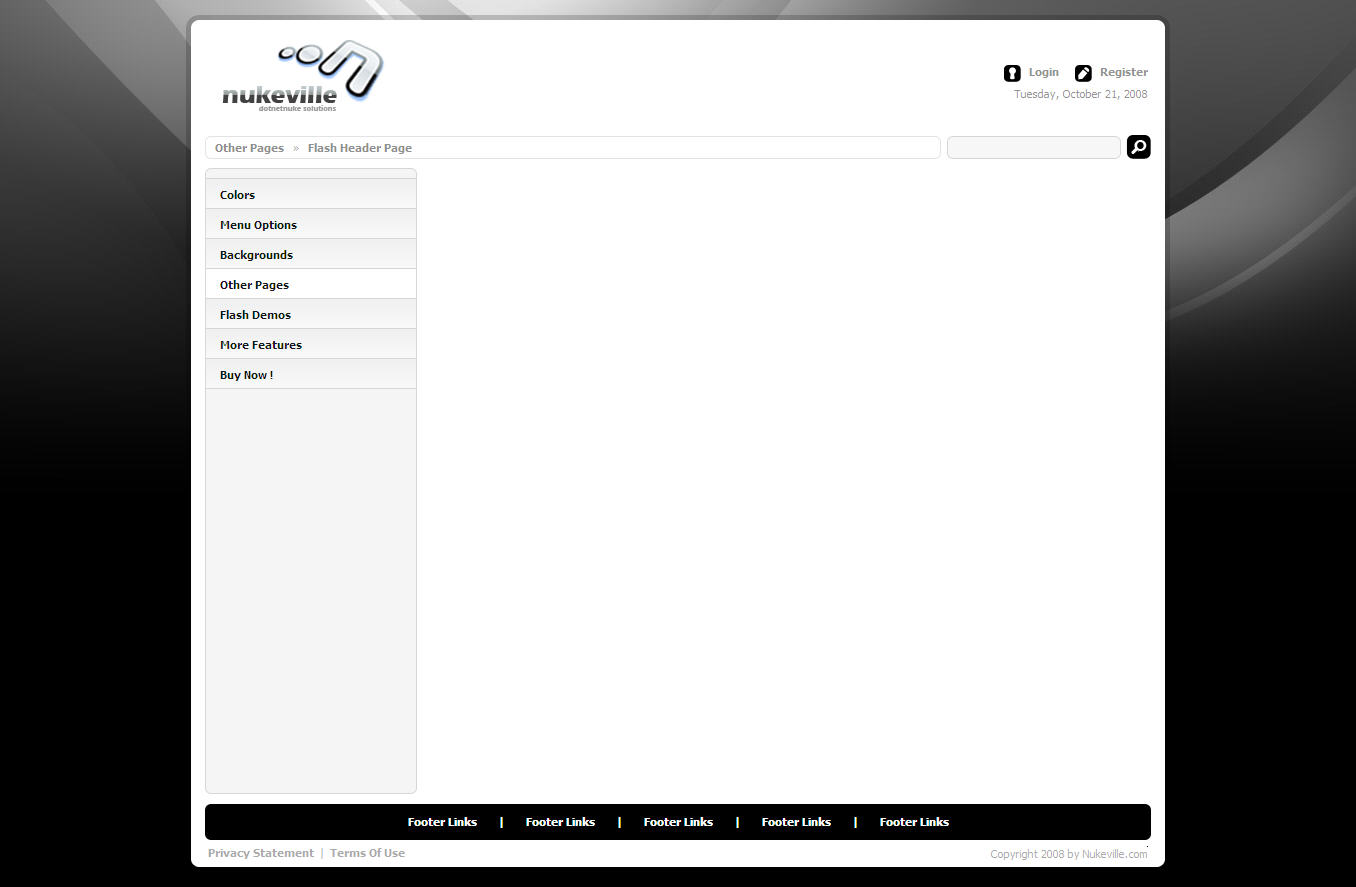 nukeville
dotnetnuke solutions
Login Register
Tuesday, October 21, 2008
Other Pages » Flash Header Page
Colors
Menu Options
Backgrounds
Other Pages
Flash Demos
More Features
Buy Now !
Footer Links | Footer Links | Footer Links | Footer Links | Footer Links
Privacy Statement | Terms Of Use
Copyright 2008 by Nukeville.com